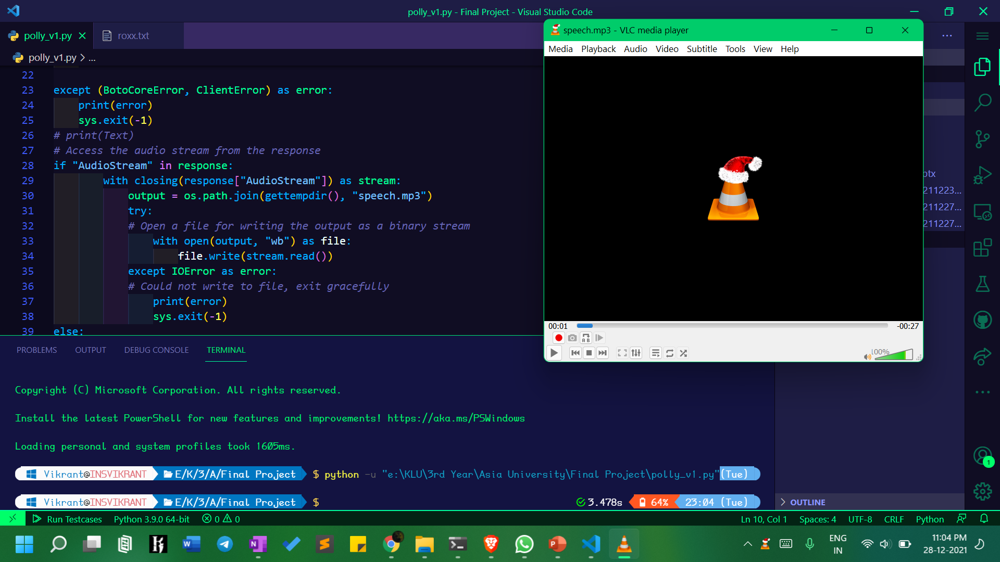 polly_v1.py - Final Project - Visual Studio Code
polly_v1.py
roxx.txt
polly_v1.py > ...
22
23 except (BotoCoreError, ClientError) as error:
24 print(error)
25 sys.exit(-1)
26 # print(Text)
27 # Access the audio stream from the response
28 if "AudioStream" in response:
29 with closing(response["AudioStream"]) as stream:
30 output = os.path.join(gettempdir(), "speech.mp3")
31 try:
32 # Open a file for writing the output as a binary stream
33 with open(output, "wb") as file:
34 file.write(stream.read())
35 except IOError as error:
36 # Could not write to file, exit gracefully
37 print(error)
38 sys.exit(-1)
39 else:
speech.mp3 - VLC media player
Media Playback Audio Video Subtitle Tools View Help
00:01
-00:27
100%
ptx
211223...
211227...
211227...
PROBLEMS OUTPUT DEBUG CONSOLE TERMINAL
Copyright (C) Microsoft Corporation. All rights reserved.
Install the latest PowerShell for new features and improvements! https://aka.ms/PSWindows
Loading personal and system profiles took 1605ms.
Vikrant@INSVIKRANT E/K/3/A/Final Project $ python -u "e:\KLU\3rd Year\Asia University\Final Project\polly_v1.py"(Tue)
Vikrant@INSVIKRANT E/K/3/A/Final Project $ 3.478s 64% 23:04 (Tue)
OUTLINE
1
Run Testcases Python 3.9.0 64-bit 0 0 Ln 10, Col 1 Spaces: 4 UTF-8 CRLF Python
ENG
IN
11:04 PM
28-12-2021